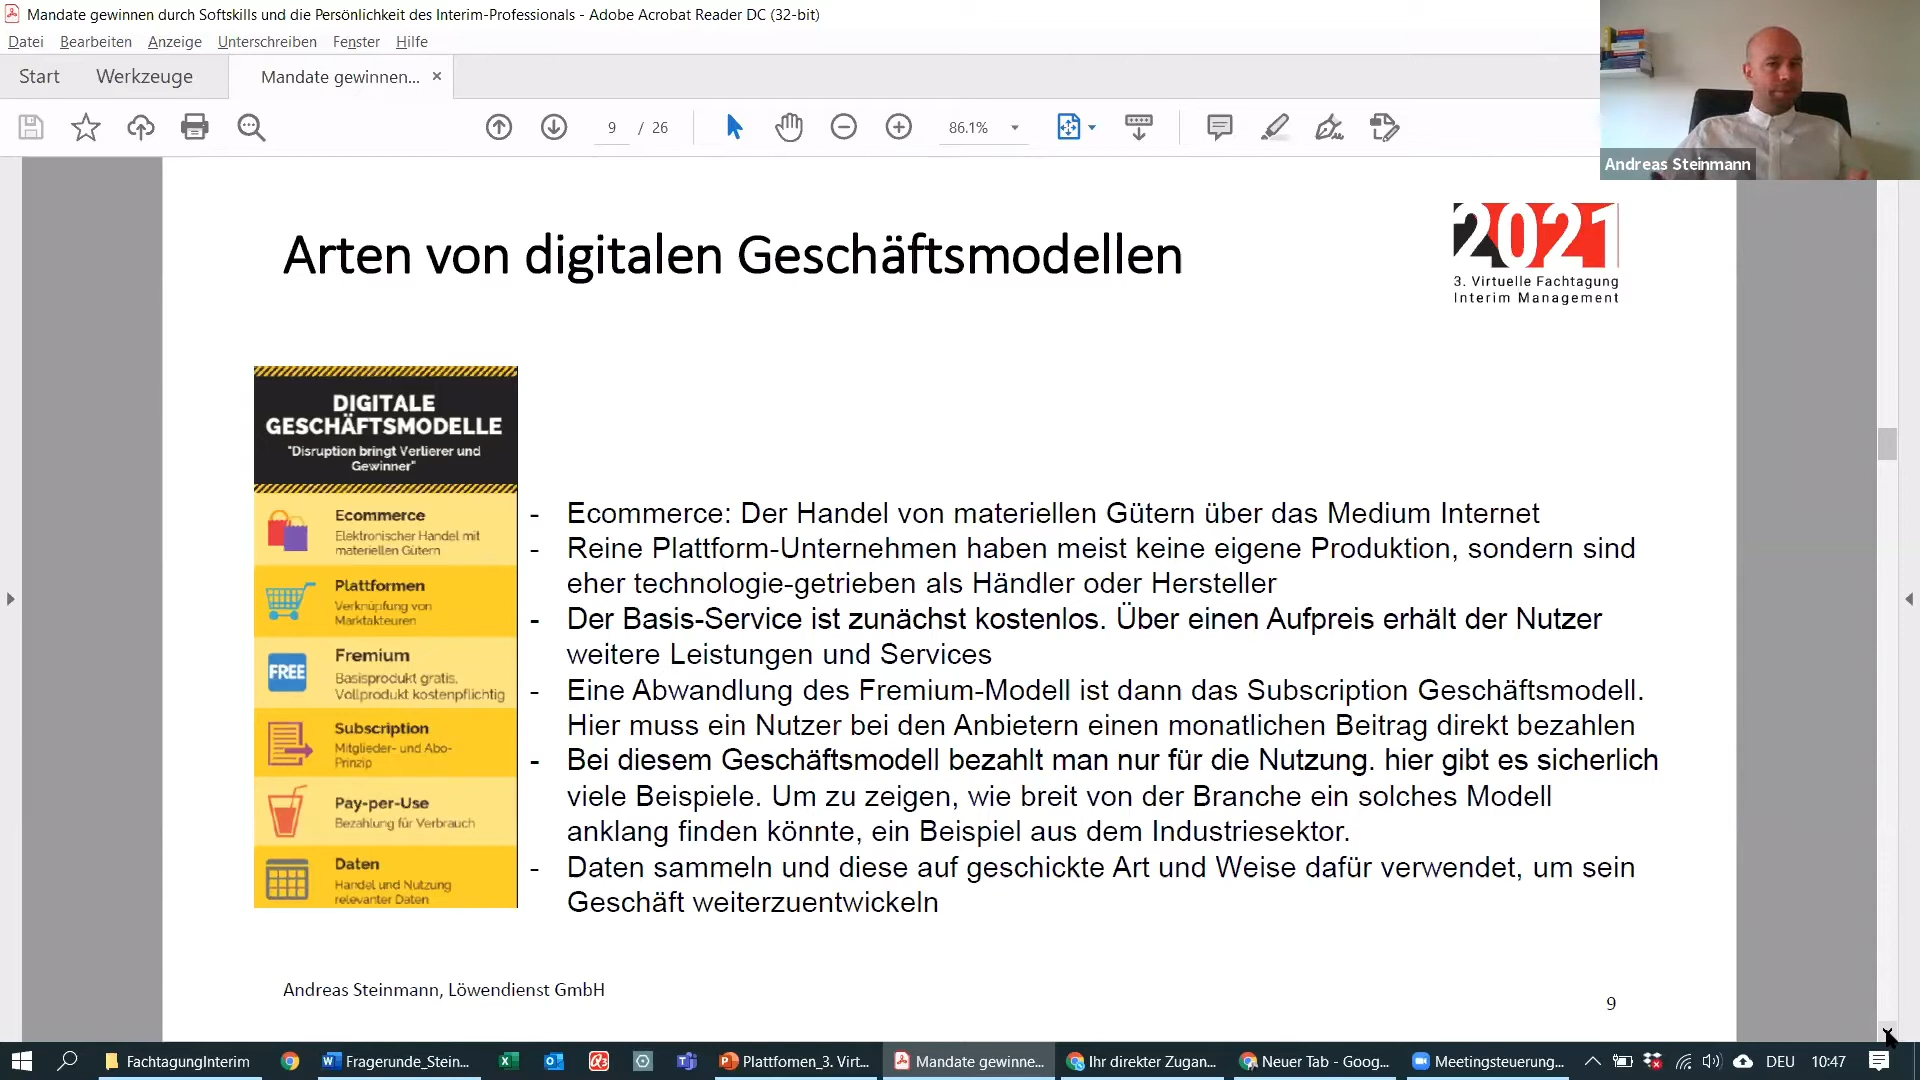 Mandate gewinnen durch Softskills und die Persönlichkeit des Interim-Professionals - Adobe Acrobat Reader DC (32-bit)
Datei Bearbeiten Anzeige Unterschreiben Fenster Hilfe
Start Werkzeuge Mandate gewinnen... ×
9 / 26 86.1%
Andreas Steinmann
Arten von digitalen Geschäftsmodellen
2021
3. Virtuelle Fachtagung
Interim Management
DIGITALE
GESCHÄFTSMODELLE
"Disruption bringt Verlierer und
Gewinner"
Ecommerce
Elektronischer Handel mit
materiellen Gütern
Plattformen
Verknüpfung von
Marktakteuren
FREE
Fremium
Basisprodukt gratis,
Vollprodukt kostenpflichtig
Subscription
Mitglieder- und Abo-
Prinzip
Pay-per-Use
Bezahlung für Verbrauch
Daten
Handel und Nutzung
relevanter Daten
- Ecommerce: Der Handel von materiellen Gütern über das Medium Internet
- Reine Plattform-Unternehmen haben meist keine eigene Produktion, sondern sind
eher technologie-getrieben als Händler oder Hersteller
- Der Basis-Service ist zunächst kostenlos. Über einen Aufpreis erhält der Nutzer
weitere Leistungen und Services
- Eine Abwandlung des Fremium-Modell ist dann das Subscription Geschäftsmodell.
Hier muss ein Nutzer bei den Anbietern einen monatlichen Beitrag direkt bezahlen
- Bei diesem Geschäftsmodell bezahlt man nur für die Nutzung. hier gibt es sicherlich
viele Beispiele. Um zu zeigen, wie breit von der Branche ein solches Modell
anklang finden könnte, ein Beispiel aus dem Industriesektor.
- Daten sammeln und diese auf geschickte Art und Weise dafür verwendet, um sein
Geschäft weiterzuentwickeln
Andreas Steinmann, Löwendienst GmbH
9
FachtagungInterim Fragerunde_Stein... Plattfomen_3. Virt... Mandate gewinne... Ihr direkter Zugan... Neuer Tab - Goog... Meetingsteuerung... DEU 10:47